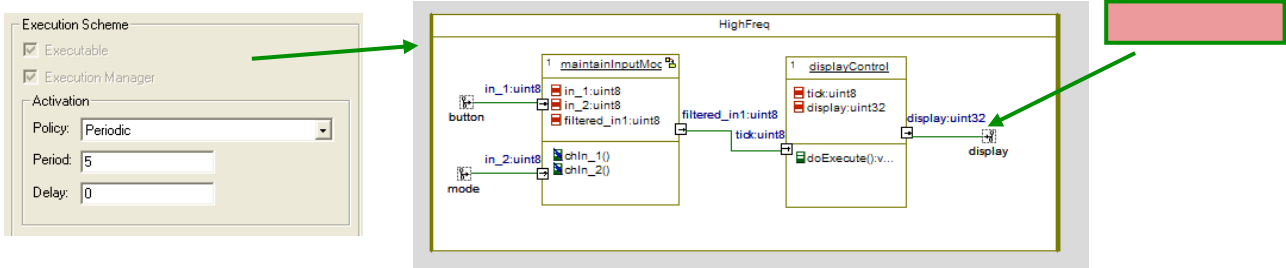 Execution Scheme
Executable
Execution Manager
Activation
Policy: Periodic
Period: 5
Delay: 0
HighFreq
1 maintainInputMoc
in_1:uint8
in_2:uint8
filtered_in1:uint8
chIn_1()
chIn_2()
in_1:uint8
button
in_2:uint8
mode
filtered_in1:uint8
tick:uint8
1 displayControl
tick:uint8
display:uint32
doExecute():v...
display:uint32
display